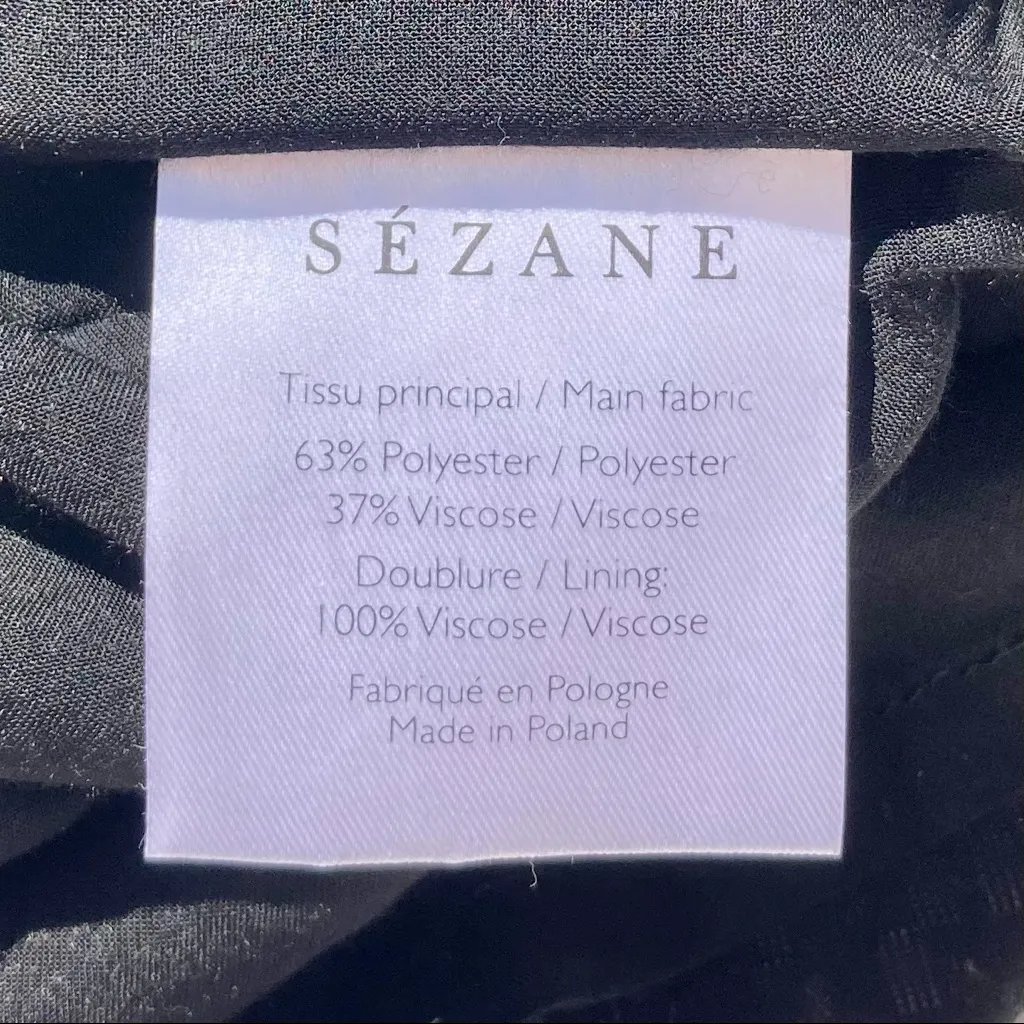 SÉZANE
Tissu principal / Main fabric
63% Polyester / Polyester
37% Viscose / Viscose
Doublure / Lining:
100% Viscose / Viscose
Fabriqué en Pologne
Made in Poland